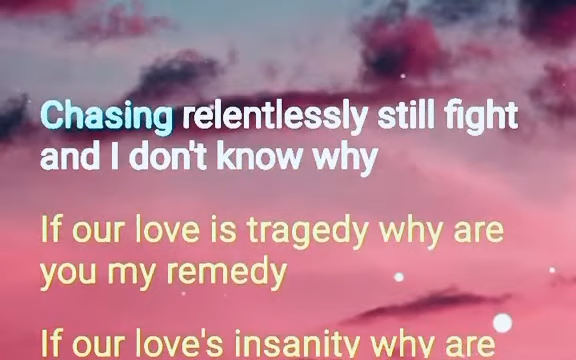 Chasing relentlessly still fight
and I don't know why
If our love is tragedy why are
you my remedy
If our love's insanity why are